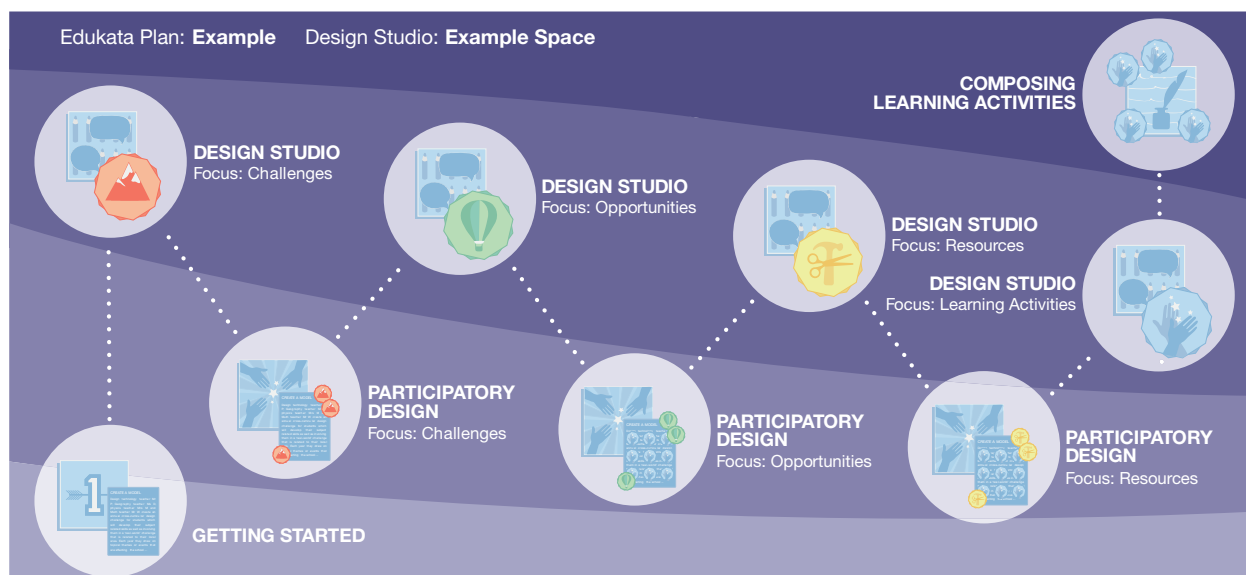 Edukata Plan: Example Design Studio: Example Space
COMPOSING
LEARNING ACTIVITIES
DESIGN STUDIO
Focus: Challenges
DESIGN STUDIO
Focus: Opportunities
DESIGN STUDIO
Focus: Resources
DESIGN STUDIO
Focus: Learning Activities
PARTICIPATORY
DESIGN
Focus: Challenges
PARTICIPATORY
DESIGN
Focus: Opportunities
PARTICIPATORY
DESIGN
Focus: Resources
1
GETTING STARTED